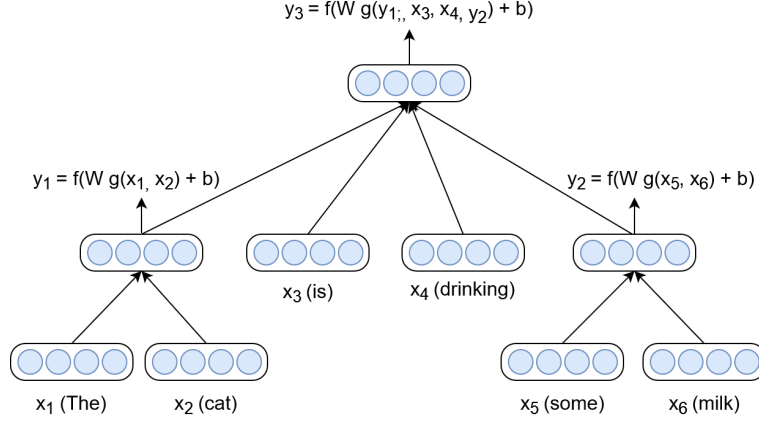 y₃ = f(W g(y₁;, x₃, x₄, y₂) + b)
y₁ = f(W g(x₁, x₂) + b)
y₂ = f(W g(x₅, x₆) + b)
x₃ (is)
x₄ (drinking)
x₁ (The)
x₂ (cat)
x₅ (some)
x₆ (milk)